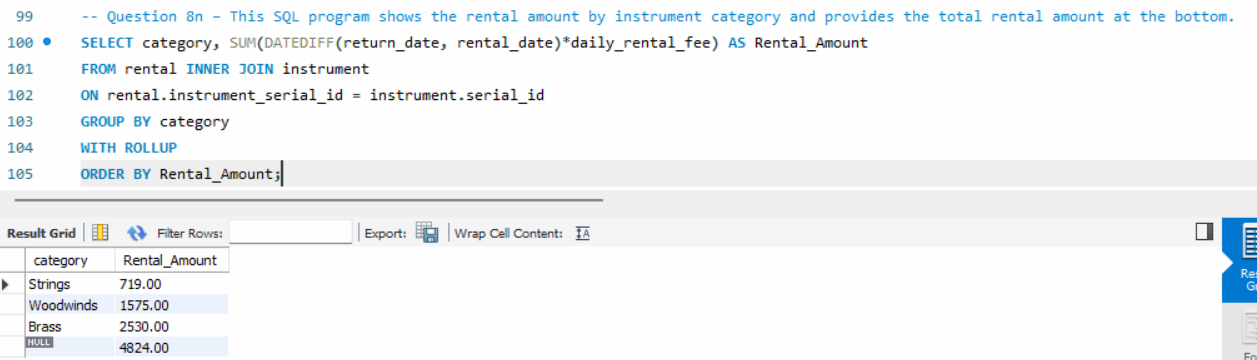 99 -- Question 8n – This SQL program shows the rental amount by instrument category and provides the total rental amount at the bottom.
100 SELECT category, SUM(DATEDIFF(return_date, rental_date)*daily_rental_fee) AS Rental_Amount
101 FROM rental INNER JOIN instrument
102 ON rental.instrument_serial_id = instrument.serial_id
103 GROUP BY category
104 WITH ROLLUP
105 ORDER BY Rental_Amount;
Result Grid Filter Rows: Export: Wrap Cell Content: IA
category Rental_Amount
Strings 719.00
Woodwinds 1575.00
Brass 2530.00
NULL 4824.00